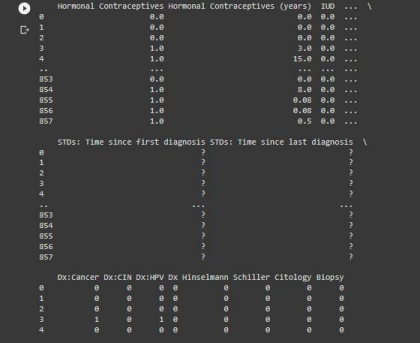 Hormonal Contraceptives Hormonal Contraceptives (years) IUD ... \
0 0.0 0.0 0.0 ...
1 0.0 0.0 0.0 ...
2 0.0 0.0 0.0 ...
3 1.0 3.0 0.0 ...
4 1.0 15.0 0.0 ...
.. ... ... ... ...
853 0.0 0.0 0.0 ...
854 1.0 8.0 0.0 ...
855 1.0 0.08 0.0 ...
856 1.0 0.08 0.0 ...
857 1.0 0.5 0.0 ...
STDs: Time since first diagnosis STDs: Time since last diagnosis \
0 ? ?
1 ? ?
2 ? ?
3 ? ?
4 ? ?
.. ... ...
853 ? ?
854 ? ?
855 ? ?
856 ? ?
857 ? ?
Dx:Cancer Dx:CIN Dx:HPV Dx Hinselmann Schiller Citology Biopsy
0 0 0 0 0 0 0 0 0
1 0 0 0 0 0 0 0 0
2 0 0 0 0 0 0 0 0
3 1 0 1 0 0 0 0 0
4 0 0 0 0 0 0 0 0